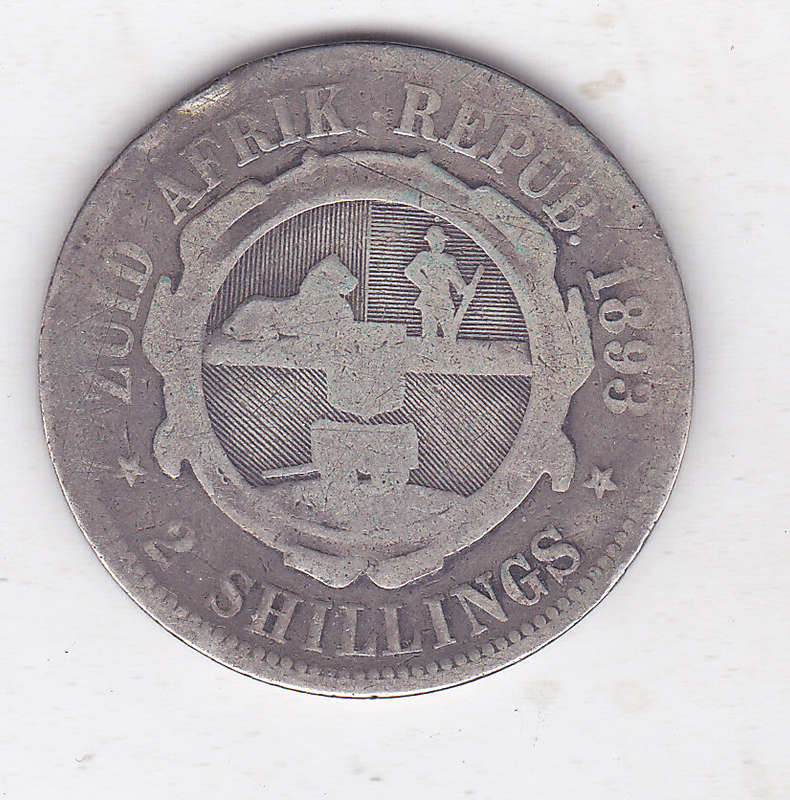 ZUID AFRIK. REPUB. 1893
2 SHILLINGS